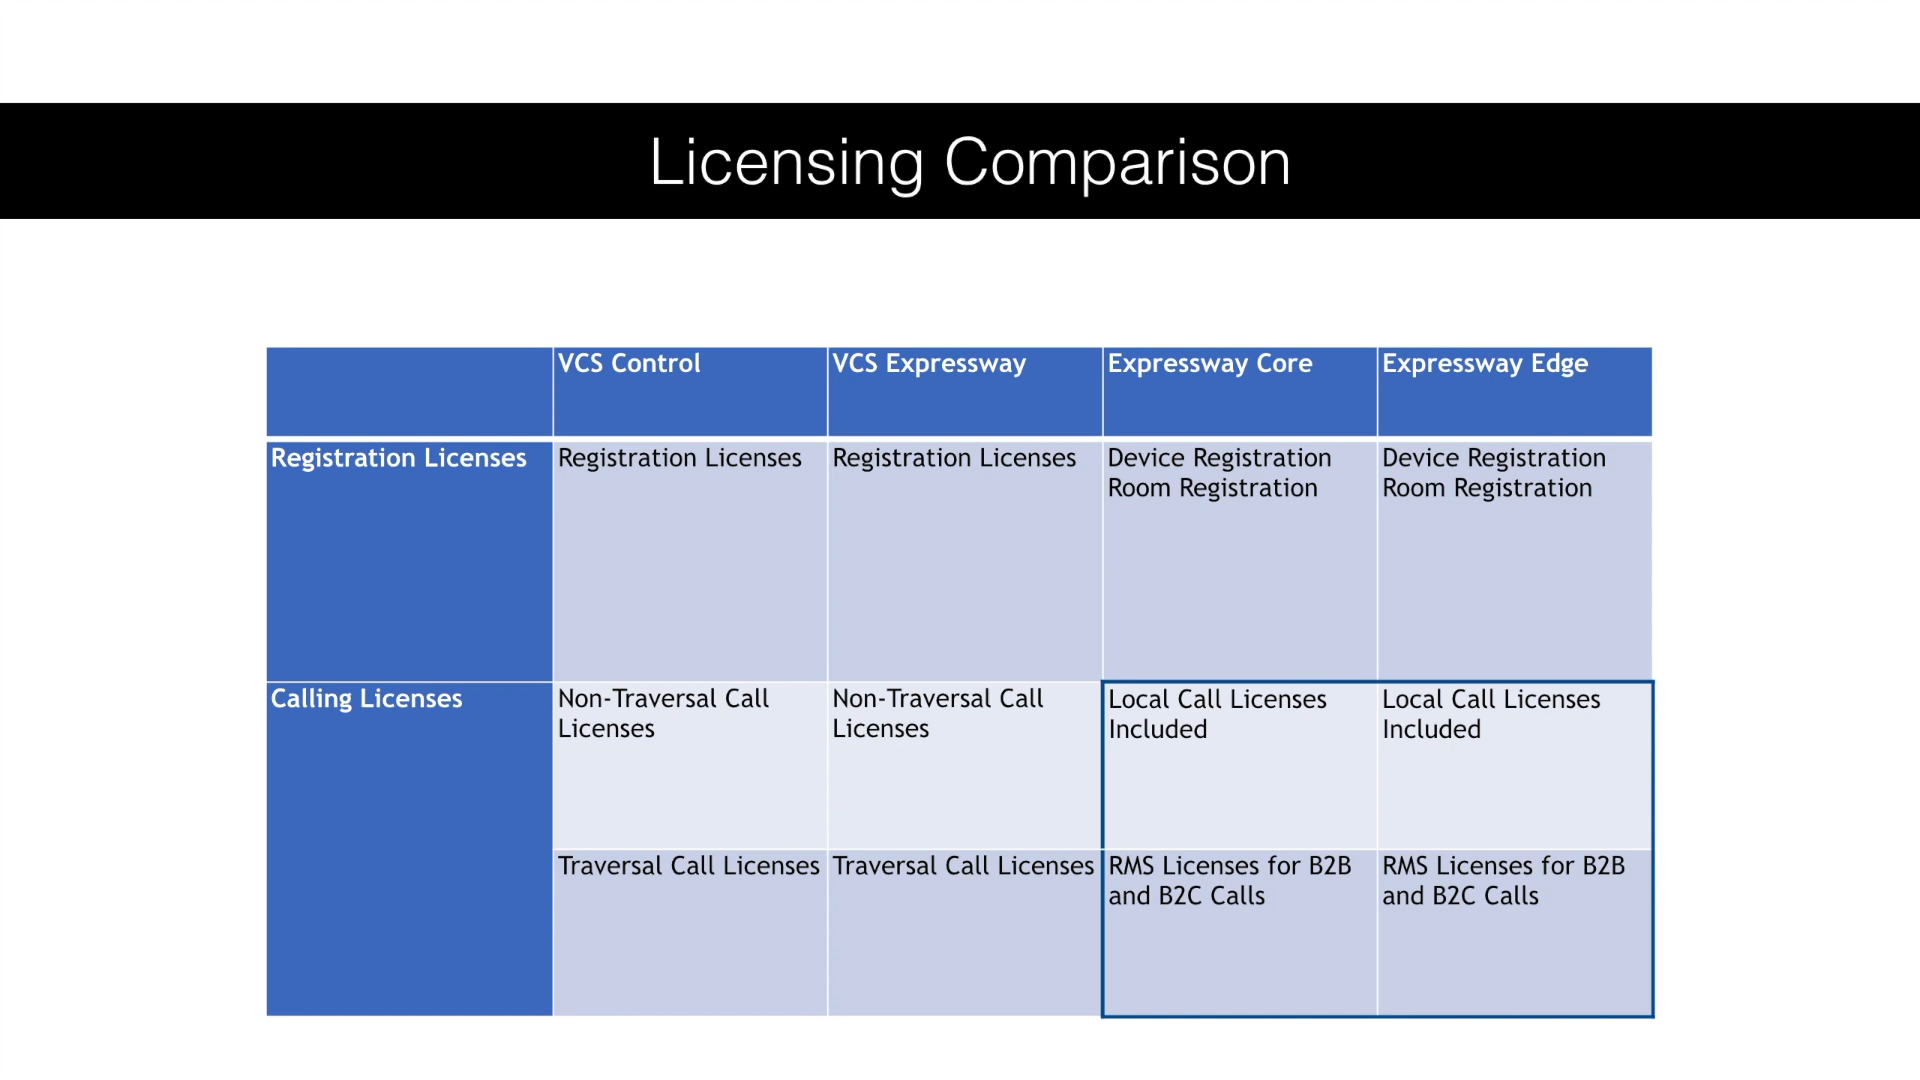 Licensing Comparison
VCS Control
VCS Expressway
Expressway Core
Expressway Edge
Registration Licenses
Registration Licenses
Registration Licenses
Device Registration
Room Registration
Device Registration
Room Registration
Calling Licenses
Non-Traversal Call
Licenses
Non-Traversal Call
Licenses
Local Call Licenses
Included
Local Call Licenses
Included
Traversal Call Licenses
Traversal Call Licenses
RMS Licenses for B2B
and B2C Calls
RMS Licenses for B2B
and B2C Calls